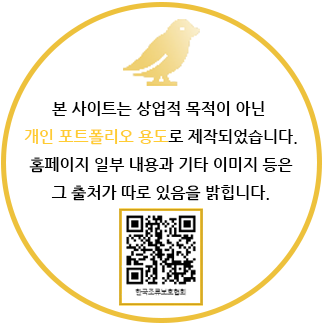 본 사이트는 상업적 목적이 아닌
개인 포트폴리오 용도로 제작되었습니다.
홈페이지 일부 내용과 기타 이미지 등은
그 출처가 따로 있음을 밝힙니다.
한국조류보호협회